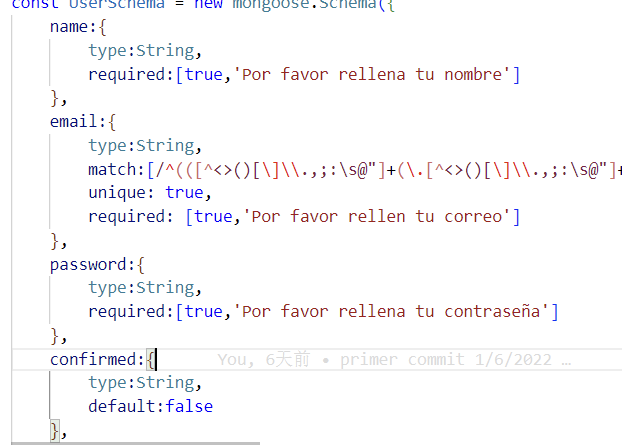 const UserSchema = new mongoose.Schema({
name:{
type:String,
required:[true,'Por favor rellena tu nombre']
},
email:{
type:String,
match:[/^(([^<>()[\]\\.,;:\s@"]+(\.[^<>()[\]\\.,;:\s@"]+
unique: true,
required: [true,'Por favor rellen tu correo']
},
password:{
type:String,
required:[true,'Por favor rellena tu contraseña']
},
confirmed:{ You, 6天前 • primer commit 1/6/2022 …
type:String,
default:false
},